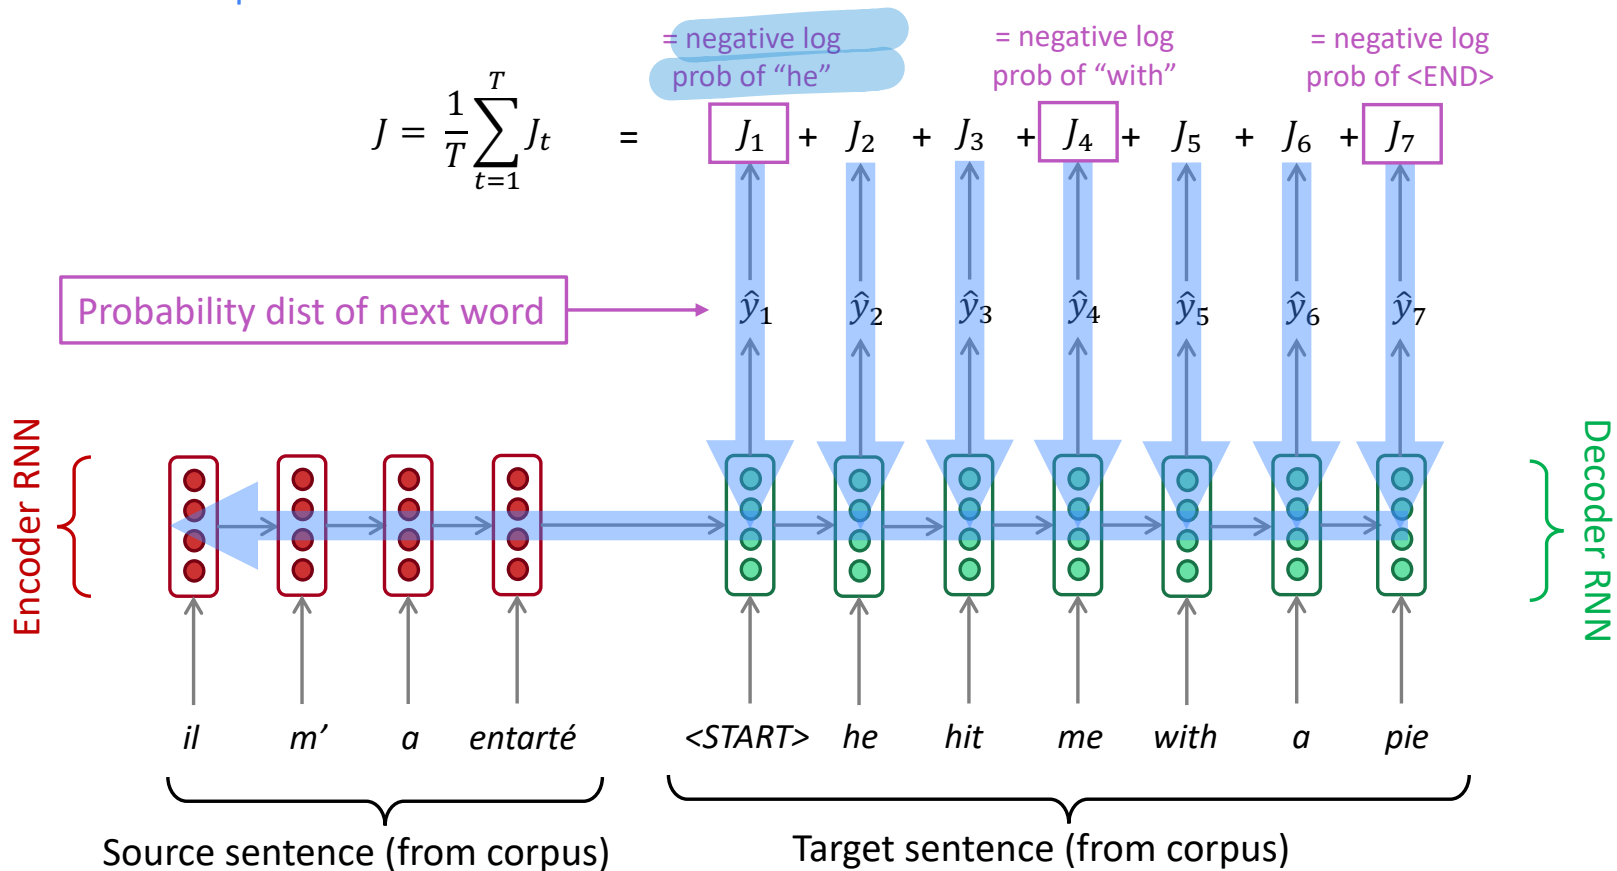 = negative log = negative log = negative log
prob of “he” prob of “with” prob of <END>
J = 1/T ∑_{t=1}^{T} J_t = J₁ + J₂ + J₃ + J₄ + J₅ + J₆ + J₇
Probability dist of next word
ŷ₁ ŷ₂ ŷ₃ ŷ₄ ŷ₅ ŷ₆ ŷ₇
Encoder RNN
Decoder RNN
il m’ a entarté <START> he hit me with a pie
Source sentence (from corpus)
Target sentence (from corpus)